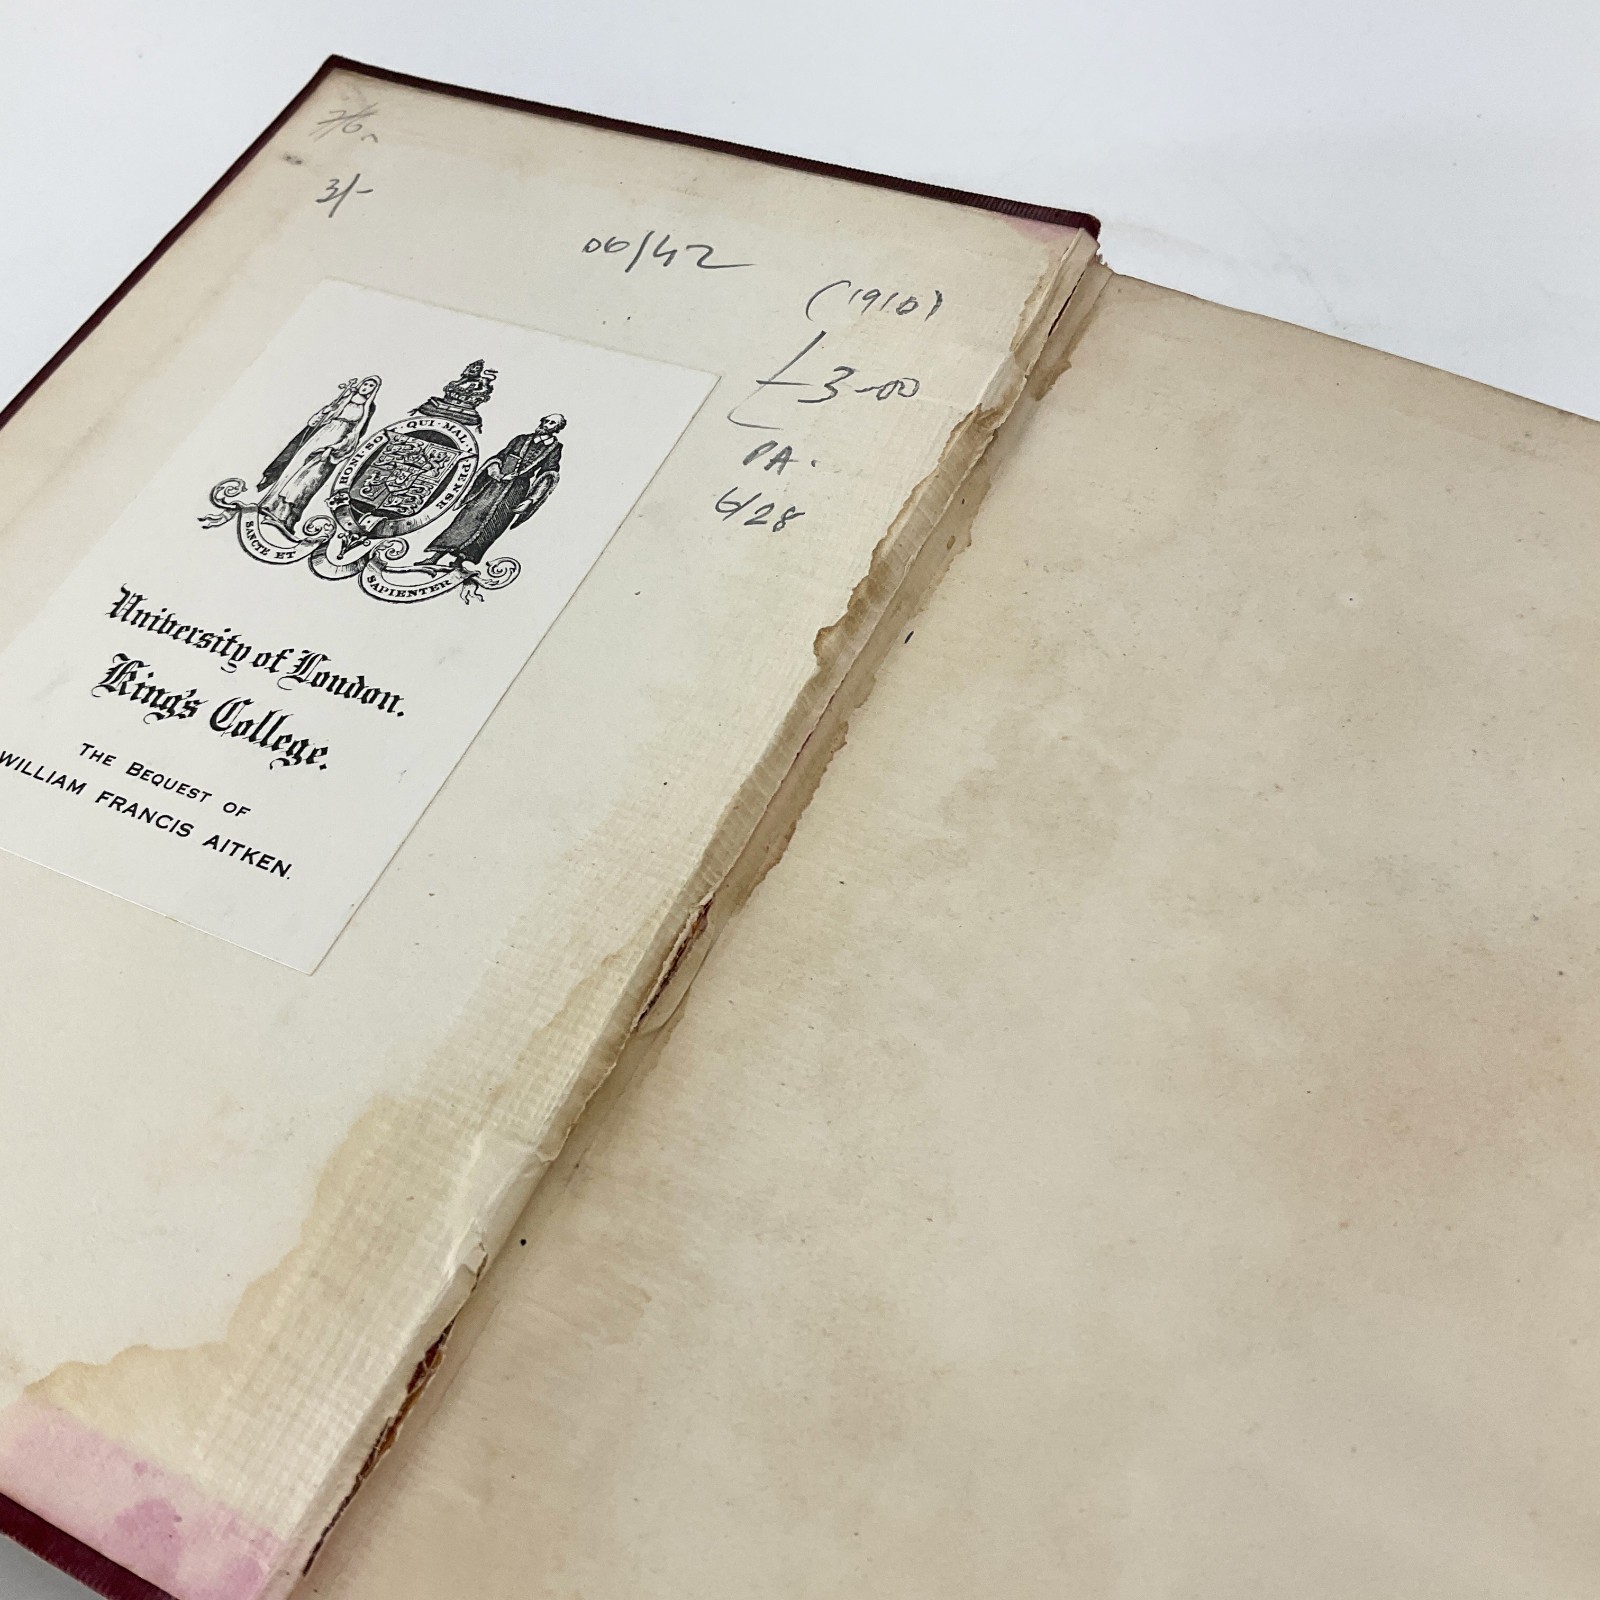 7/6
3/-
06/42
(1910)
£3-00
PA.
6/28
HONI·SOIT QUI·MAL·Y·PENSE
SANCTE ET SAPIENTER
University of London.
King's College.
THE BEQUEST OF
WILLIAM FRANCIS AITKEN.